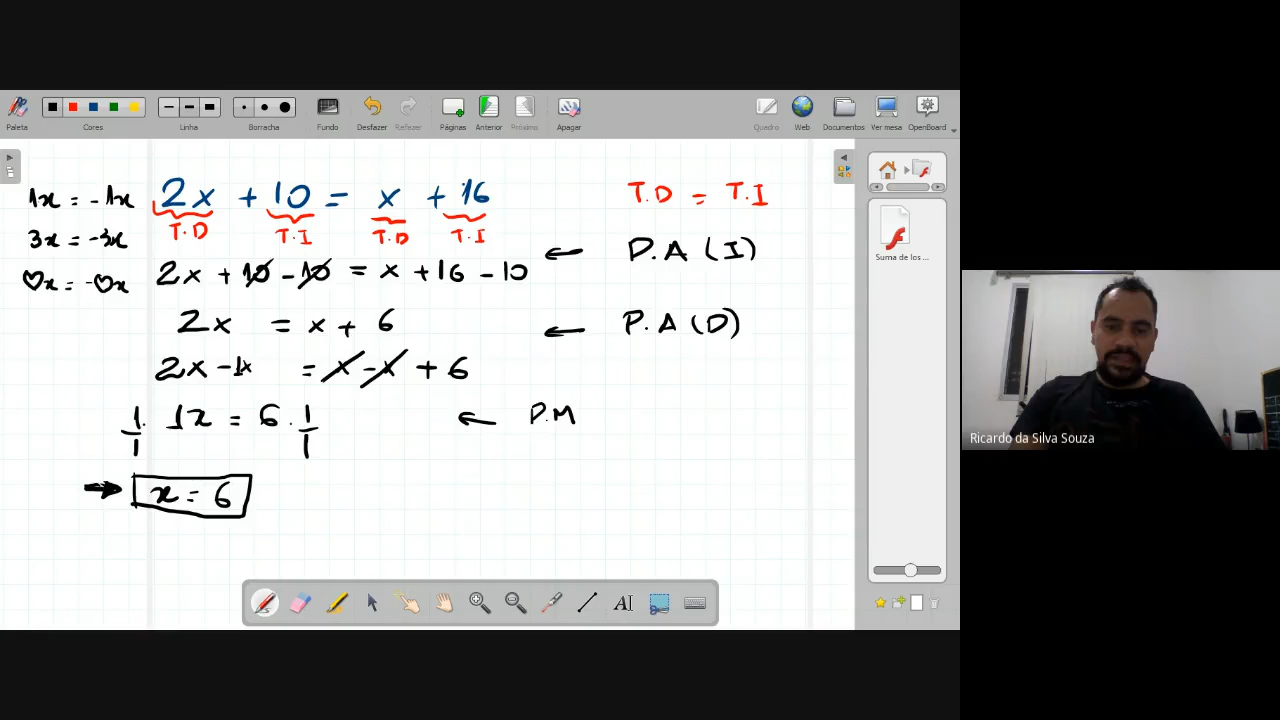 Paleta Cores Linha Borracha Fundo Desfazer Refazer Páginas Anterior Próximo Apagar Quadro Web Documentos Ver mesa OpenBoard
1x = -1x
3x = -3x
♡x = -♡x
2x + 10 = x + 16
T.D T.I T.D T.I
2x + 10 - 10 = x + 16 - 10
2x = x + 6
2x - 1x = x - x + 6
1/1 · 1x = 6 · 1/1
x = 6
T.D = T.I
← P.A (I)
← P.A (D)
← P.M
Suma de los ...
AI
Ricardo da Silva Souza